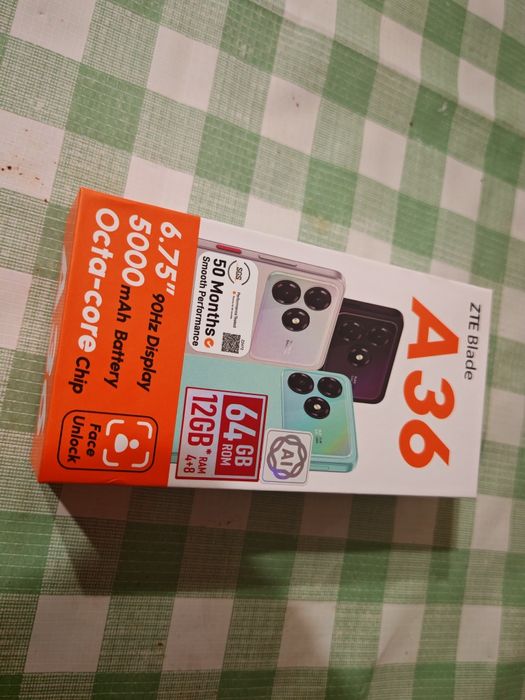 ZTE Blade
A36
SGS
50 Months
Smooth Performance
AI
64 GB
ROM
12GB*
RAM
4+8
6.75" 90Hz Display
5000 mAh Battery
Octa-core Chip
Face
Unlock